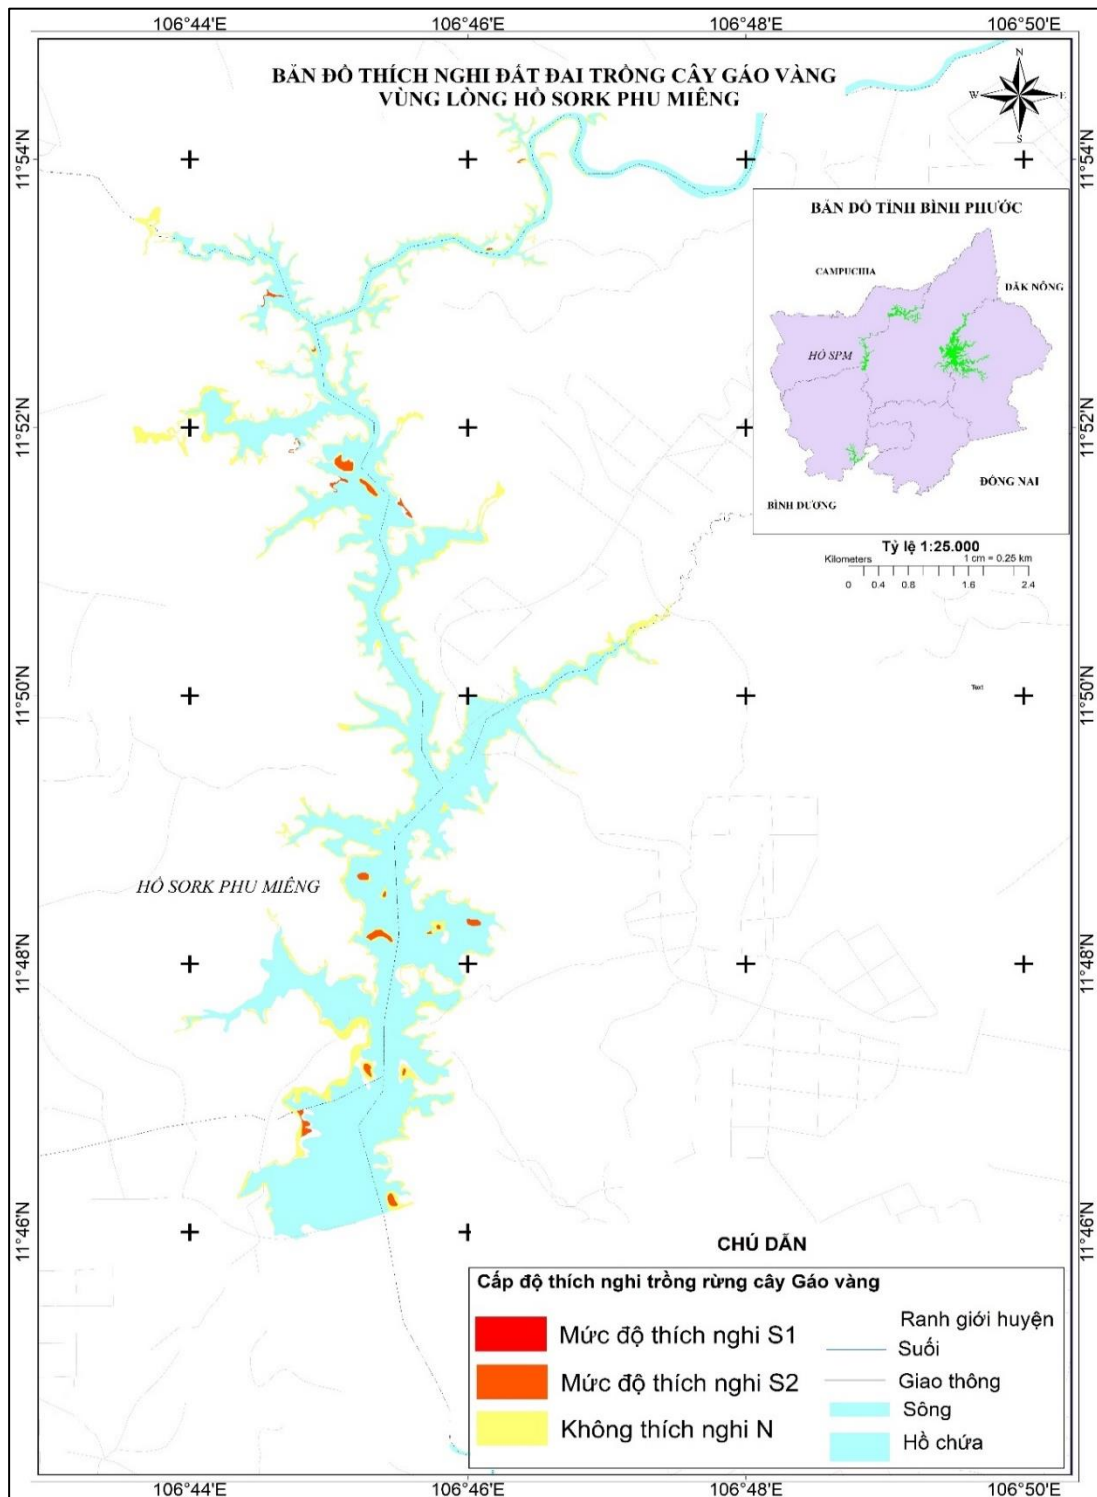 106°44'E 106°46'E 106°48'E 106°50'E
BẢN ĐỒ THÍCH NGHI ĐẤT ĐAI TRỒNG CÂY GÁO VÀNG
VÙNG LÒNG HỒ SORK PHU MIÊNG
N
W E
S
11°54'N 11°54'N
BẢN ĐỒ TỈNH BÌNH PHƯỚC
CAMPUCHIA
ĐĂK NÔNG
HỒ SPM
ĐỒNG NAI
BÌNH DƯƠNG
11°52'N 11°52'N
Tỷ lệ 1:25.000
Kilometers 1 cm = 0.25 km
0 0.4 0.8 1.6 2.4
11°50'N 11°50'N
Text
HỒ SORK PHU MIÊNG
11°48'N 11°48'N
11°46'N 11°46'N
CHÚ DẪN
Cấp độ thích nghi trồng rừng cây Gáo vàng
Mức độ thích nghi S1
Mức độ thích nghi S2
Không thích nghi N
Ranh giới huyện
Suối
Giao thông
Sông
Hồ chứa
106°44'E 106°46'E 106°48'E 106°50'E